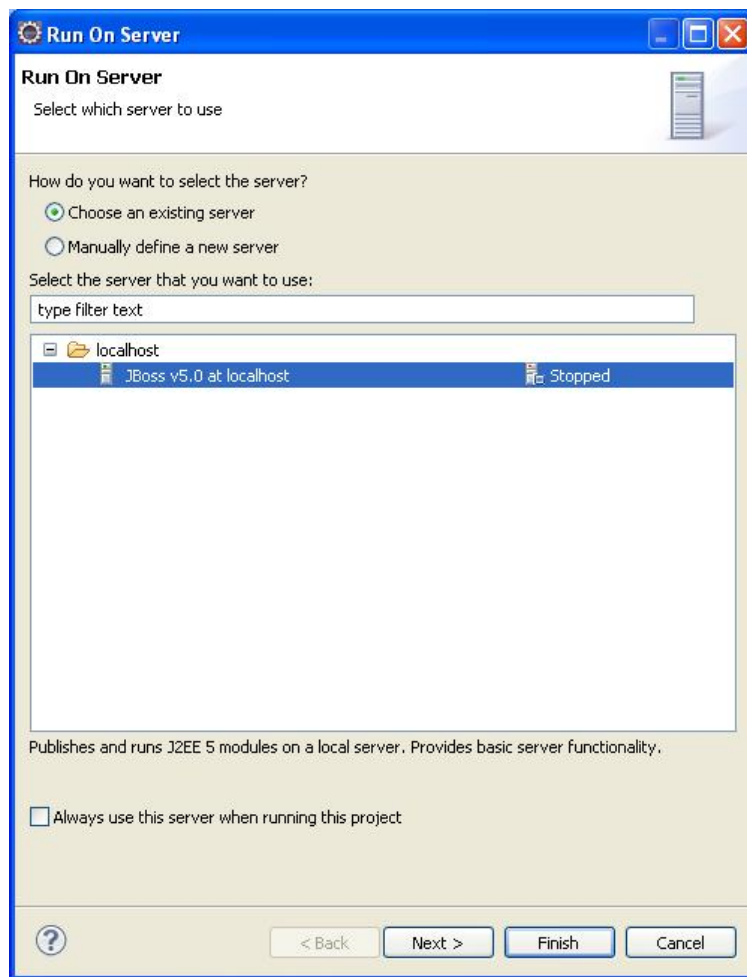 Run On Server
Run On Server
Select which server to use
How do you want to select the server?
Choose an existing server
Manually define a new server
Select the server that you want to use:
type filter text
localhost
JBoss v5.0 at localhost Stopped
Publishes and runs J2EE 5 modules on a local server. Provides basic server functionality.
Always use this server when running this project
? < Back Next > Finish Cancel